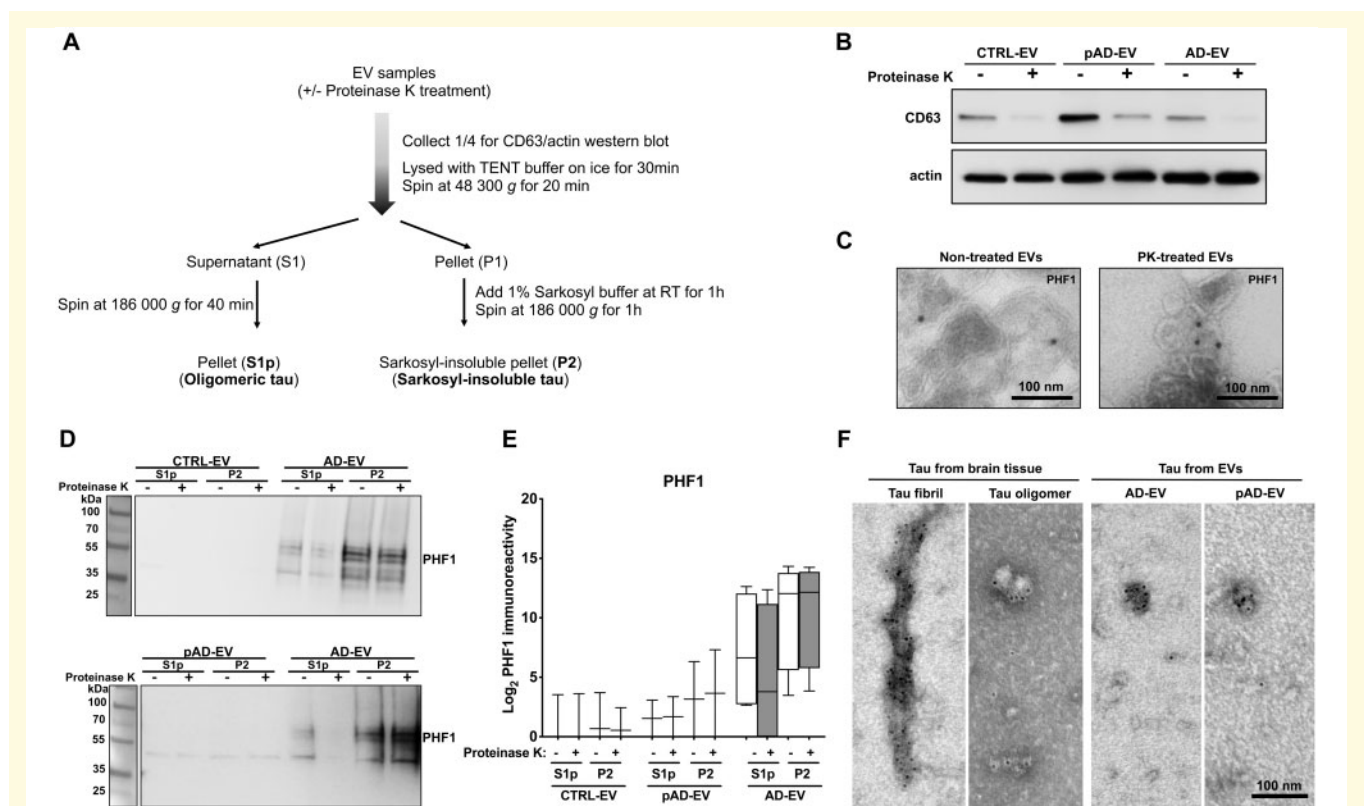 A
EV samples
(+/- Proteinase K treatment)
Collect 1/4 for CD63/actin western blot
Lysed with TENT buffer on ice for 30min
Spin at 48 300 g for 20 min
Supernatant (S1)
Pellet (P1)
Spin at 186 000 g for 40 min
Add 1% Sarkosyl buffer at RT for 1h
Spin at 186 000 g for 1h
Pellet (S1p)
(Oligomeric tau)
Sarkosyl-insoluble pellet (P2)
(Sarkosyl-insoluble tau)
B
CTRL-EV pAD-EV AD-EV
Proteinase K - + - + - +
CD63
actin
C
Non-treated EVs
PHF1
100 nm
PK-treated EVs
PHF1
100 nm
D
CTRL-EV AD-EV
S1p P2 S1p P2
Proteinase K - + - + - + - +
kDa
100
70
55
35
25
PHF1
pAD-EV AD-EV
S1p P2 S1p P2
Proteinase K - + - + - + - +
kDa
100
70
55
35
25
PHF1
E
PHF1
Log2 PHF1 immunoreactivity
20
15
10
5
0
Proteinase K: - + - + - + - + - + - +
S1p P2 S1p P2 S1p P2
CTRL-EV pAD-EV AD-EV
F
Tau from brain tissue Tau from EVs
Tau fibril Tau oligomer AD-EV pAD-EV
100 nm